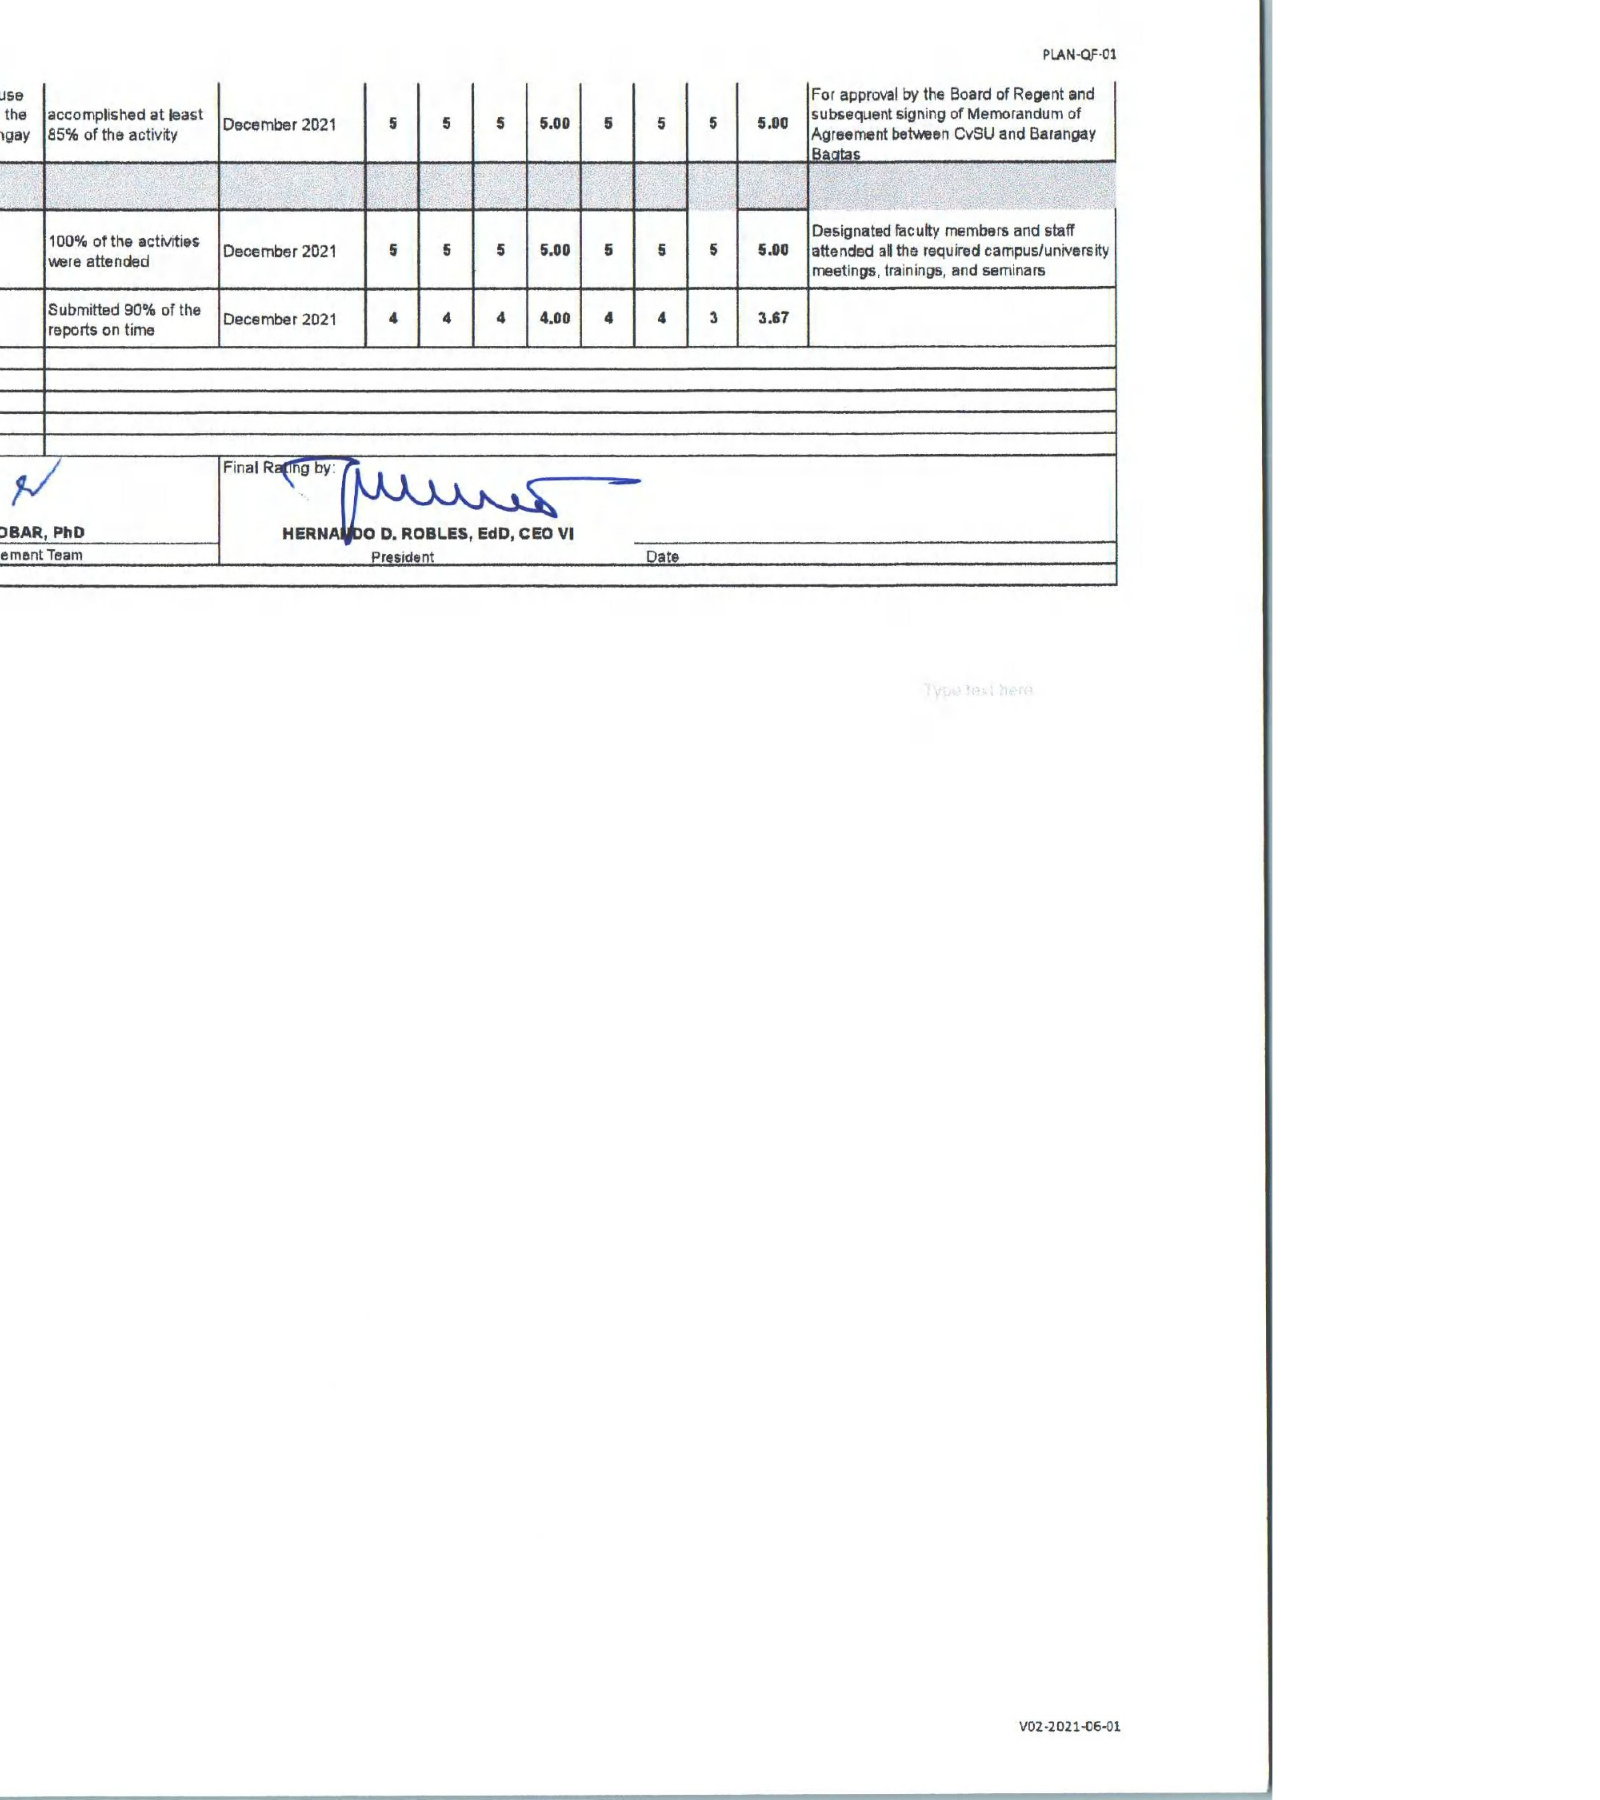 PLAN-QF-01
use
the
ngay
accomplished at least
85% of the activity
December 2021
5 5 5 5.00 5 5 5 5.00
For approval by the Board of Regent and
subsequent signing of Memorandum of
Agreement between CvSU and Barangay
Bagtas
100% of the activities
were attended
December 2021
5 5 5 5.00 5 5 5 5.00
Designated faculty members and staff
attended all the required campus/university
meetings, trainings, and seminars
Submitted 90% of the
reports on time
December 2021
4 4 4 4.00 4 4 3 3.67
OBAR, PhD
ement Team
Final Rating by:
HERNANDO D. ROBLES, EdD, CEO VI
President
Date
Type text here
V02-2021-06-01